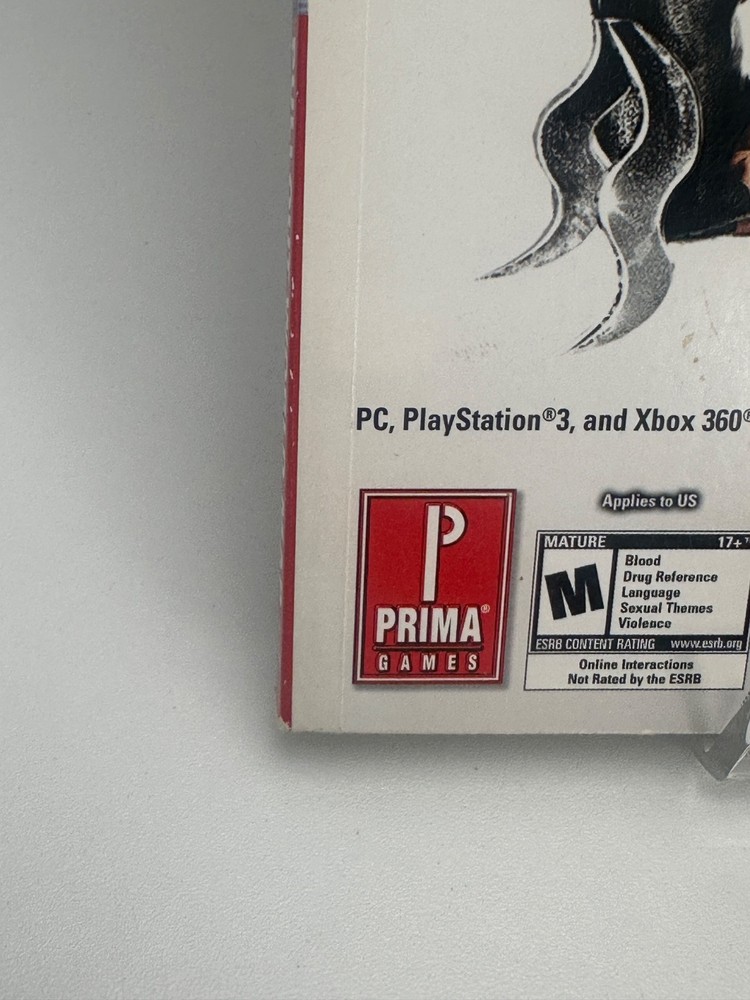 PC, PlayStation®3, and Xbox 360®
Applies to US
P
PRIMA®
GAMES
MATURE 17+
M
Blood
Drug Reference
Language
Sexual Themes
Violence
ESRB CONTENT RATING www.esrb.org
Online Interactions
Not Rated by the ESRB